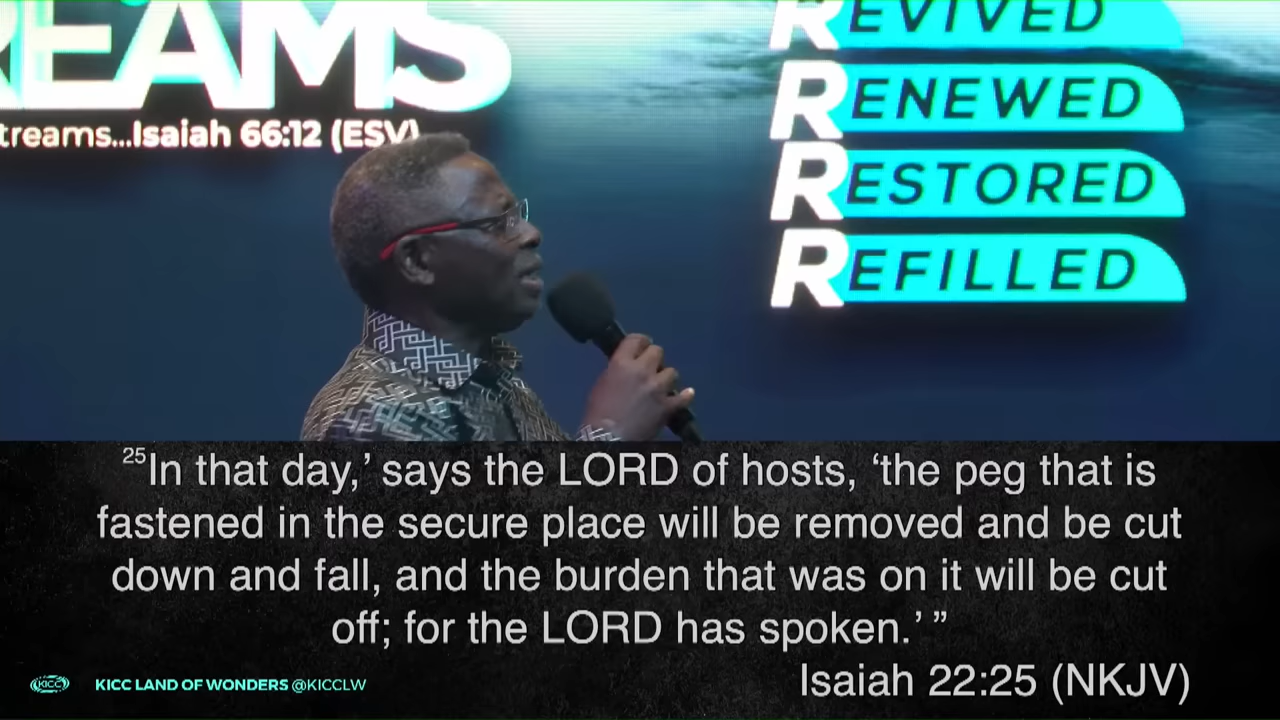 REAMS
treams...Isaiah 66:12 (ESV)
REVIVED
RENEWED
RESTORED
REFILLED
²⁵In that day,’ says the LORD of hosts, ‘the peg that is
fastened in the secure place will be removed and be cut
down and fall, and the burden that was on it will be cut
off; for the LORD has spoken.’ ”
Isaiah 22:25 (NKJV)
KICC
KICC LAND OF WONDERS @KICCLW